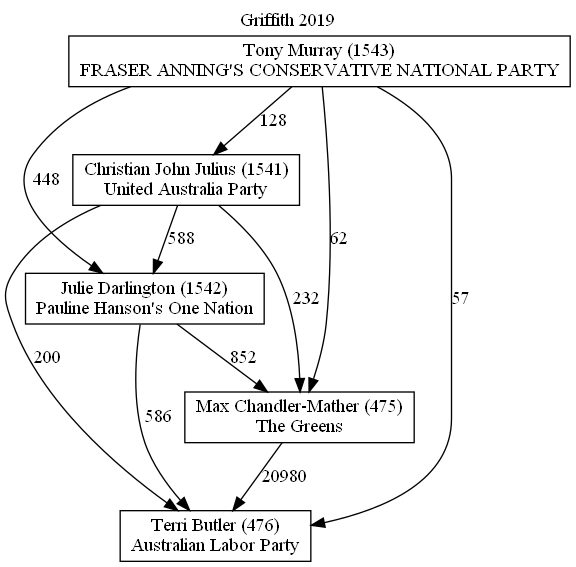 Griffith 2019
Tony Murray (1543)
FRASER ANNING'S CONSERVATIVE NATIONAL PARTY
128
Christian John Julius (1541)
United Australia Party
448
588
62
Julie Darlington (1542)
Pauline Hanson's One Nation
232
57
200
852
586
Max Chandler-Mather (475)
The Greens
20980
Terri Butler (476)
Australian Labor Party